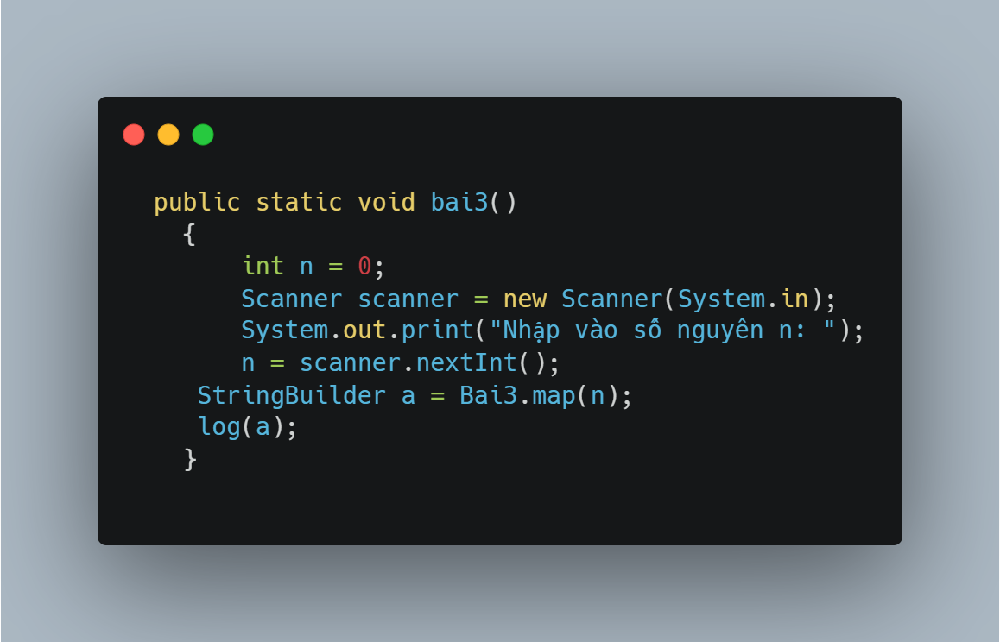 public static void bai3()
{
int n = 0;
Scanner scanner = new Scanner(System.in);
System.out.print("Nhập vào số nguyên n: ");
n = scanner.nextInt();
StringBuilder a = Bai3.map(n);
log(a);
}